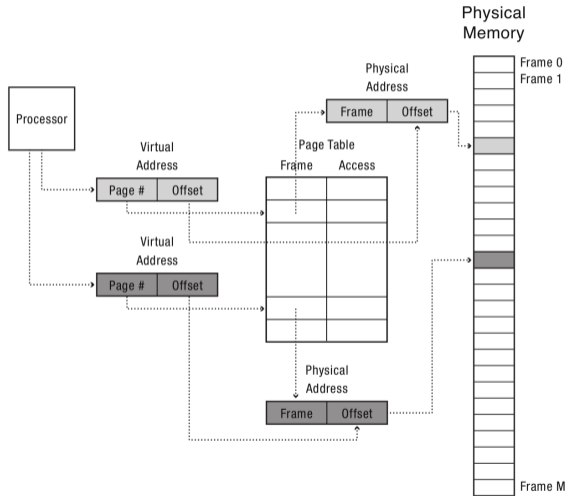 Physical
Memory
Frame 0
Frame 1
Physical
Address
Frame Offset
Processor
Page Table
Frame Access
Virtual
Address
Page # Offset
Virtual
Address
Page # Offset
Physical
Address
Frame Offset
Frame M